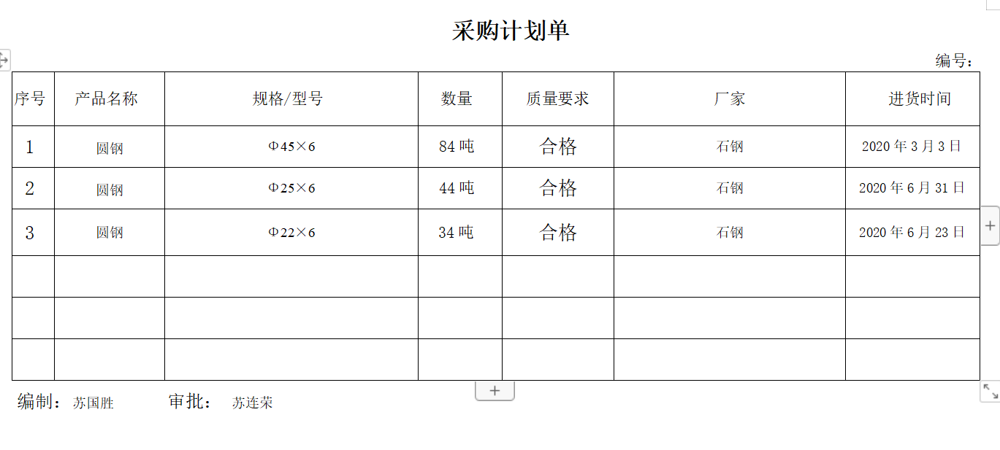 采购计划单
编号：
序号 产品名称 规格/型号 数量 质量要求 厂家 进货时间
1 圆钢 Φ45×6 84 吨 合格 石钢 2020 年 3 月 3 日
2 圆钢 Φ25×6 44 吨 合格 石钢 2020 年 6 月 31 日
3 圆钢 Φ22×6 34 吨 合格 石钢 2020 年 6 月 23 日
编制： 苏国胜 审批： 苏连荣